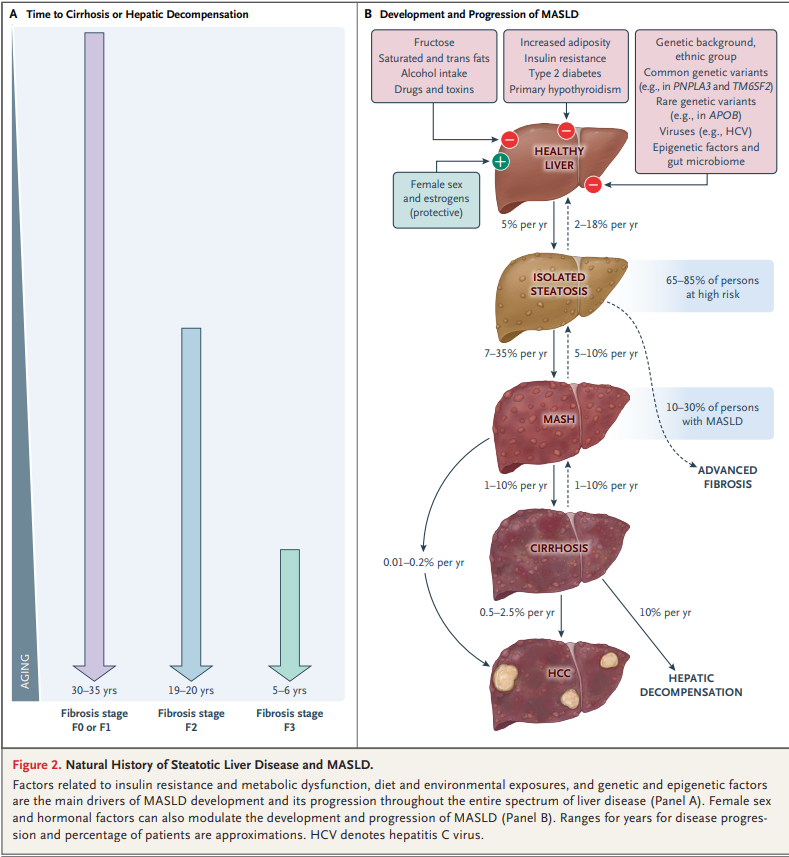 A Time to Cirrhosis or Hepatic Decompensation
AGING
30–35 yrs
Fibrosis stage
F0 or F1
19–20 yrs
Fibrosis stage
F2
5–6 yrs
Fibrosis stage
F3
B Development and Progression of MASLD
Fructose
Saturated and trans fats
Alcohol intake
Drugs and toxins
Increased adiposity
Insulin resistance
Type 2 diabetes
Primary hypothyroidism
Genetic background,
ethnic group
Common genetic variants
(e.g., in PNPLA3 and TM6SF2)
Rare genetic variants
(e.g., in APOB)
Viruses (e.g., HCV)
Epigenetic factors and
gut microbiome
Female sex
and estrogens
(protective)
HEALTHY
LIVER
5% per yr
2–18% per yr
ISOLATED
STEATOSIS
65–85% of persons
at high risk
7–35% per yr
5–10% per yr
MASH
10–30% of persons
with MASLD
ADVANCED
FIBROSIS
1–10% per yr
1–10% per yr
CIRRHOSIS
0.01–0.2% per yr
0.5–2.5% per yr
10% per yr
HCC
HEPATIC
DECOMPENSATION
Figure 2. Natural History of Steatotic Liver Disease and MASLD.
Factors related to insulin resistance and metabolic dysfunction, diet and environmental exposures, and genetic and epigenetic factors
are the main drivers of MASLD development and its progression throughout the entire spectrum of liver disease (Panel A). Female sex
and hormonal factors can also modulate the development and progression of MASLD (Panel B). Ranges for years for disease progres-
sion and percentage of patients are approximations. HCV denotes hepatitis C virus.